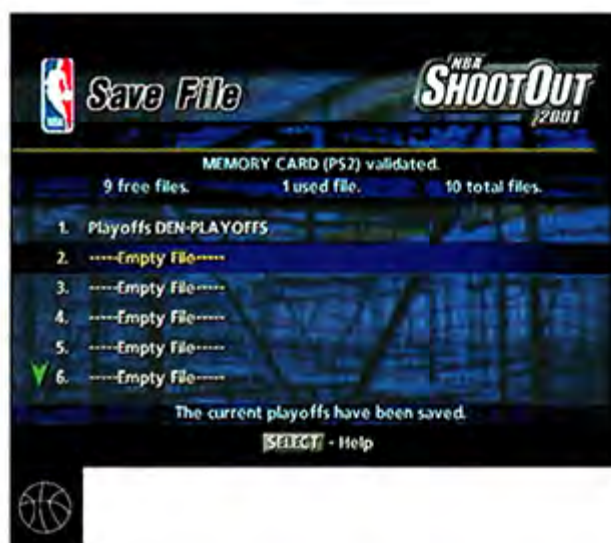 Save File
NBA
SHOOTOUT
2001
MEMORY CARD (PS2) validated.
9 free files. 1 used file. 10 total files.
1. Playoffs DEN-PLAYOFFS
2. -----Empty File-----
3. -----Empty File-----
4. -----Empty File-----
5. -----Empty File-----
6. -----Empty File-----
The current playoffs have been saved.
SELECT - Help